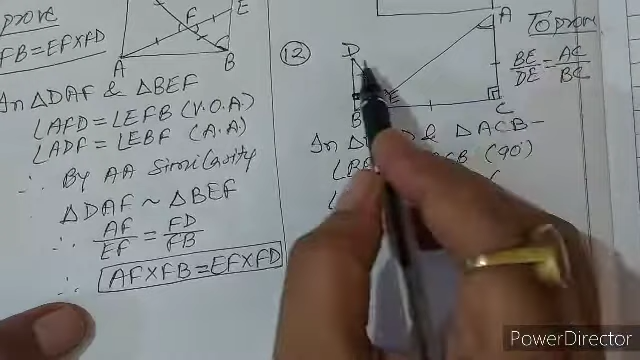 prove
FB=EF×FD
E
F
A
B
In ΔDAF & ΔBEF
∠AFD=∠EFB (V.O.A)
∠ADF=∠EBF (A.A)
∴ By AA Similarity
ΔDAF ~ ΔBEF
∴ AF/EF = FD/FB
∴ AF×FB=EF×FD
12
D
A
To prove
BE/DE = AC/BC
E
B
C
In Δ & ΔACB-
(90°)
PowerDirector